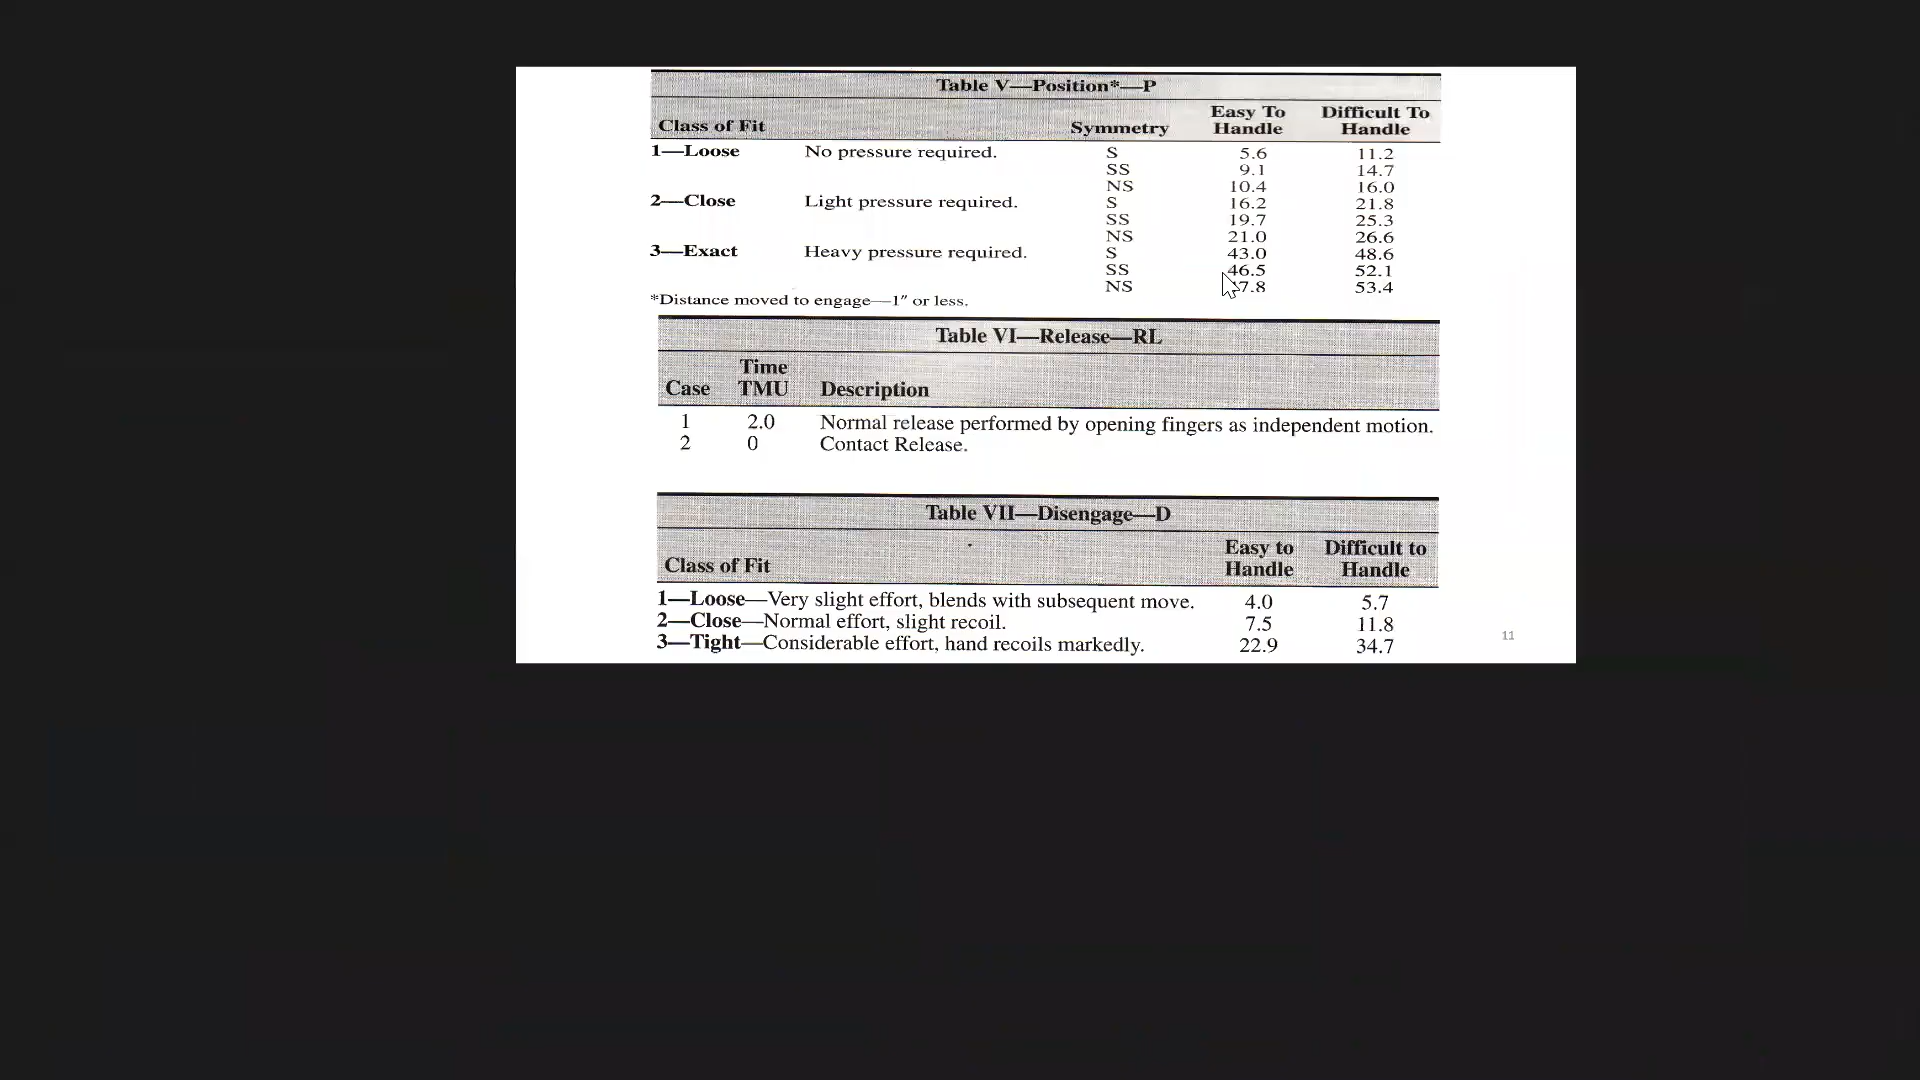 Table V—Position*—P
Class of Fit Symmetry Easy To Handle Difficult To Handle
1—Loose No pressure required. S 5.6 11.2
SS 9.1 14.7
NS 10.4 16.0
2—Close Light pressure required. S 16.2 21.8
SS 19.7 25.3
NS 21.0 26.6
3—Exact Heavy pressure required. S 43.0 48.6
SS 46.5 52.1
NS 7.8 53.4
*Distance moved to engage—1″ or less.
Table VI—Release—RL
Case Time TMU Description
1 2.0 Normal release performed by opening fingers as independent motion.
2 0 Contact Release.
Table VII—Disengage—D
Class of Fit Easy to Handle Difficult to Handle
1—Loose—Very slight effort, blends with subsequent move. 4.0 5.7
2—Close—Normal effort, slight recoil. 7.5 11.8
3—Tight—Considerable effort, hand recoils markedly. 22.9 34.7
11